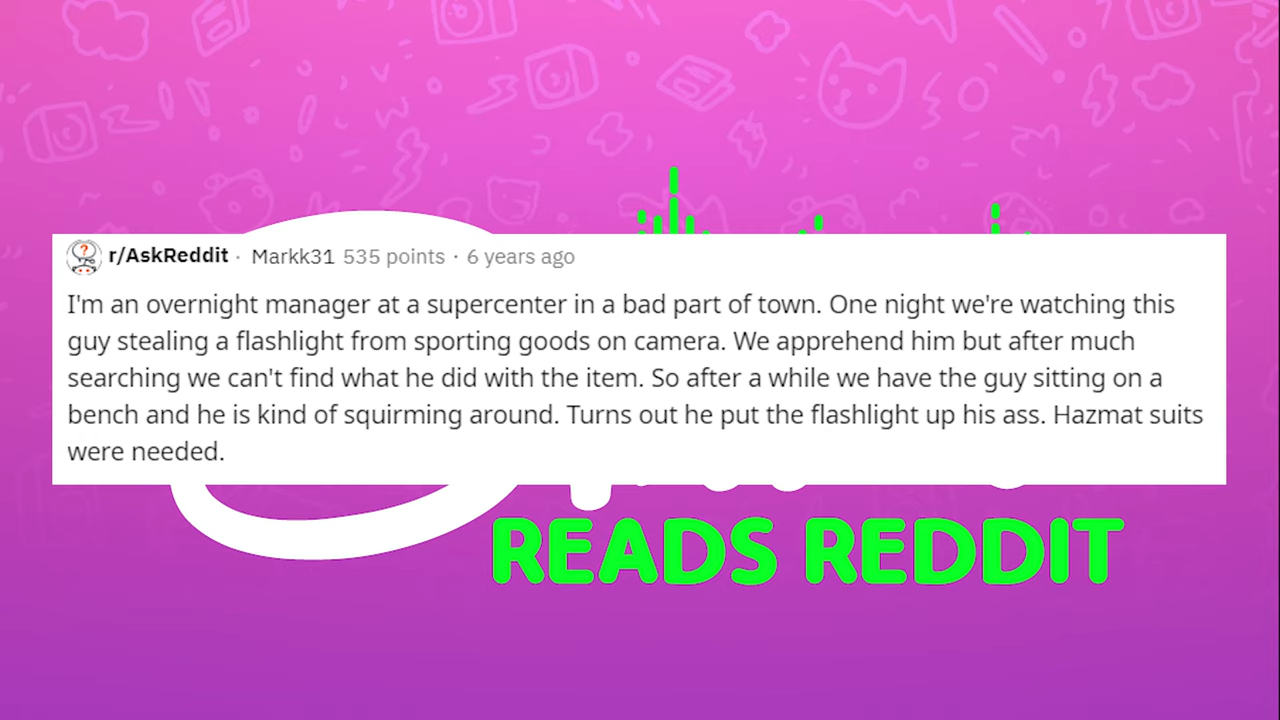 r/AskReddit · Markk31 535 points · 6 years ago
I'm an overnight manager at a supercenter in a bad part of town. One night we're watching this
guy stealing a flashlight from sporting goods on camera. We apprehend him but after much
searching we can't find what he did with the item. So after a while we have the guy sitting on a
bench and he is kind of squirming around. Turns out he put the flashlight up his ass. Hazmat suits
were needed.
READS REDDIT